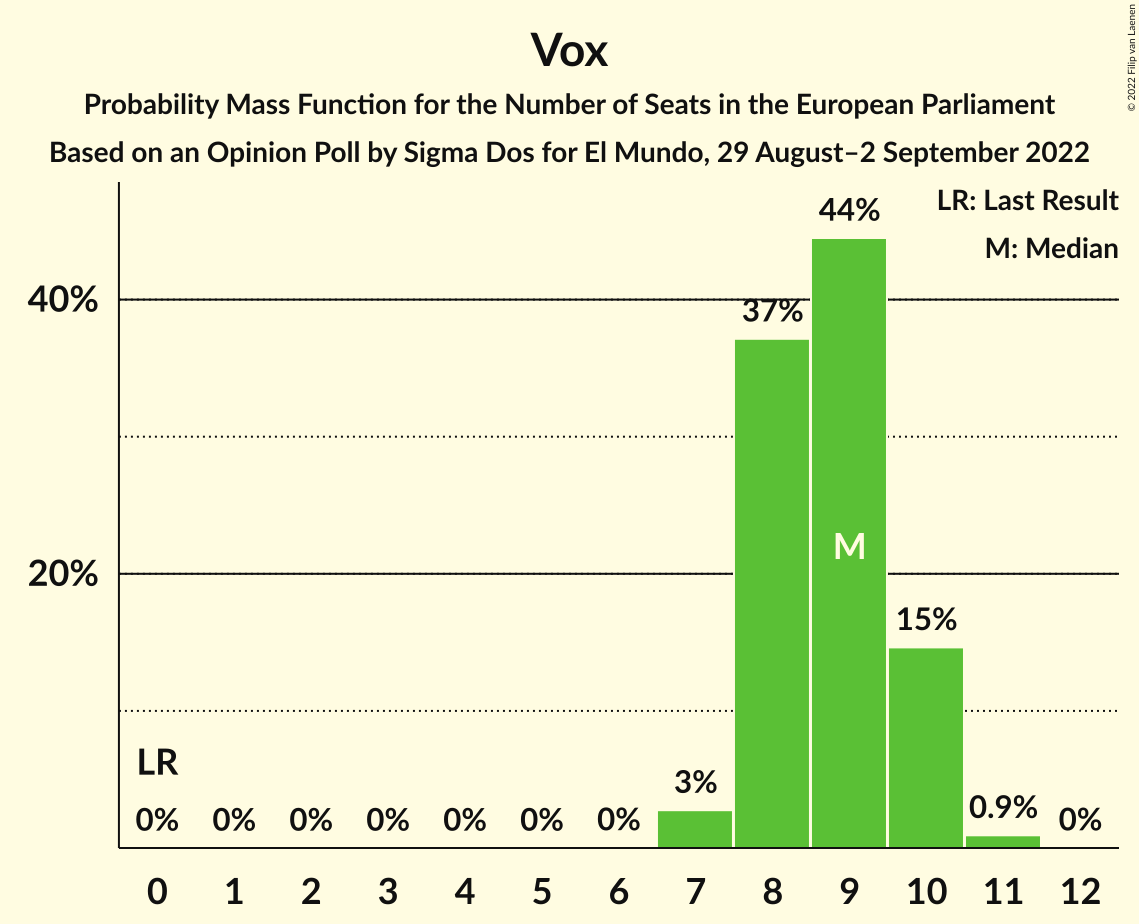 Vox
Probability Mass Function for the Number of Seats in the European Parliament
Based on an Opinion Poll by Sigma Dos for El Mundo, 29 August–2 September 2022
© 2022 Filip van Laenen
LR: Last Result
M: Median
44%
40%
37%
M
20%
15%
LR
3%
0% 0% 0% 0% 0% 0% 0% 0.9% 0%
0 1 2 3 4 5 6 7 8 9 10 11 12